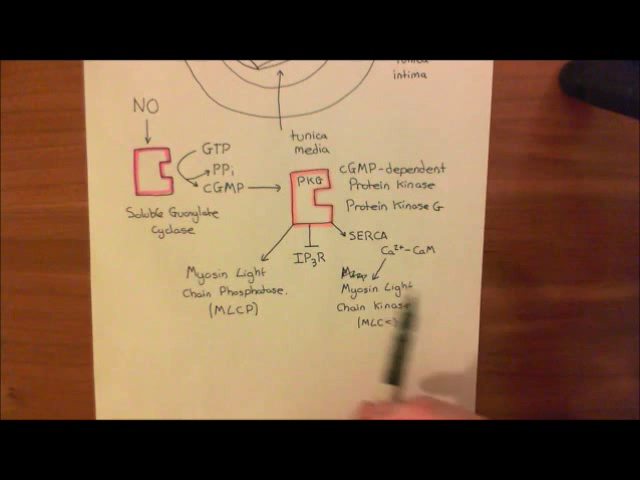 tunica
intima
NO
tunica
media
GTP
PPi
cGMP
Soluble Guanylate
cyclase
PKG
cGMP-dependent
Protein Kinase
Protein Kinase G
SERCA
IP3R
Ca2+-CaM
Myosin Light
Chain Phosphatase.
(MLCP)
Myosin Light
Chain Kinase
(MLCK)